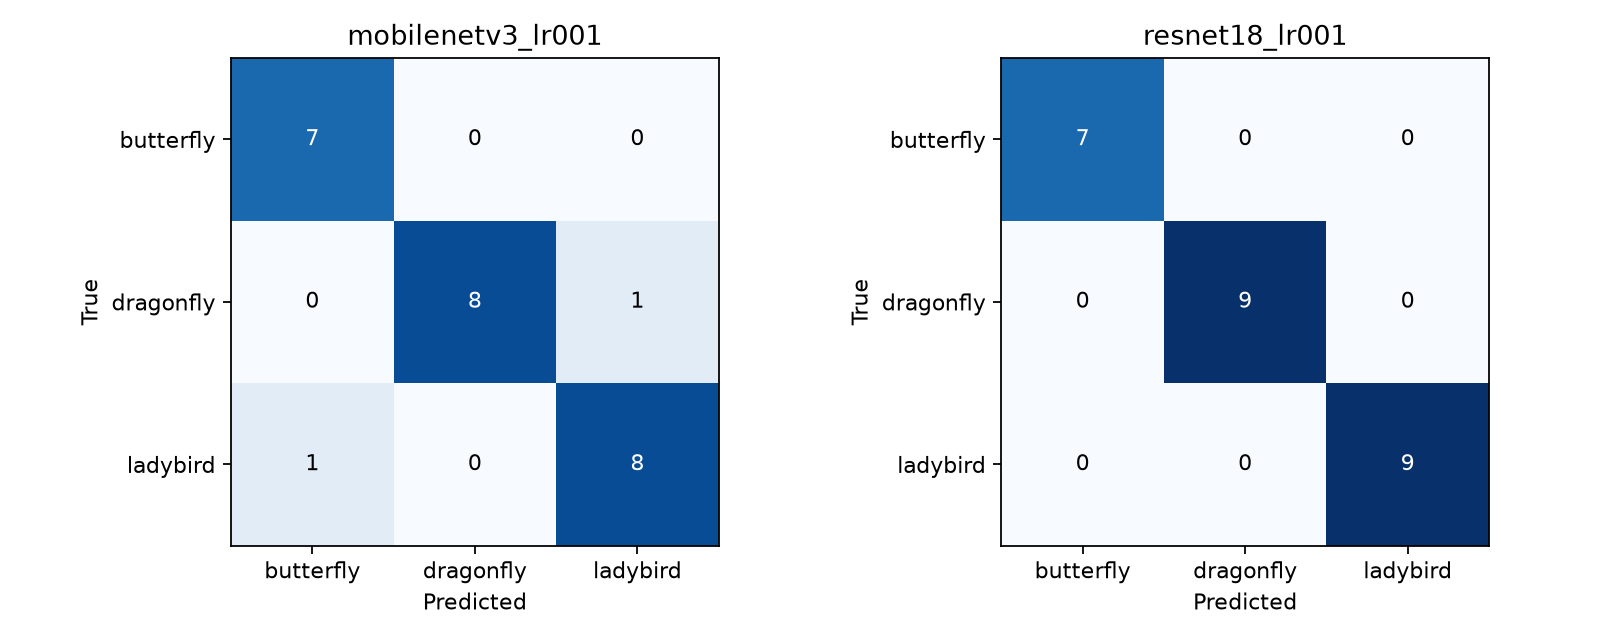 mobilenetv3_lr001
butterfly 7 0 0
dragonfly 0 8 1
ladybird 1 0 8
True
butterfly dragonfly ladybird
Predicted
resnet18_lr001
butterfly 7 0 0
dragonfly 0 9 0
ladybird 0 0 9
True
butterfly dragonfly ladybird
Predicted